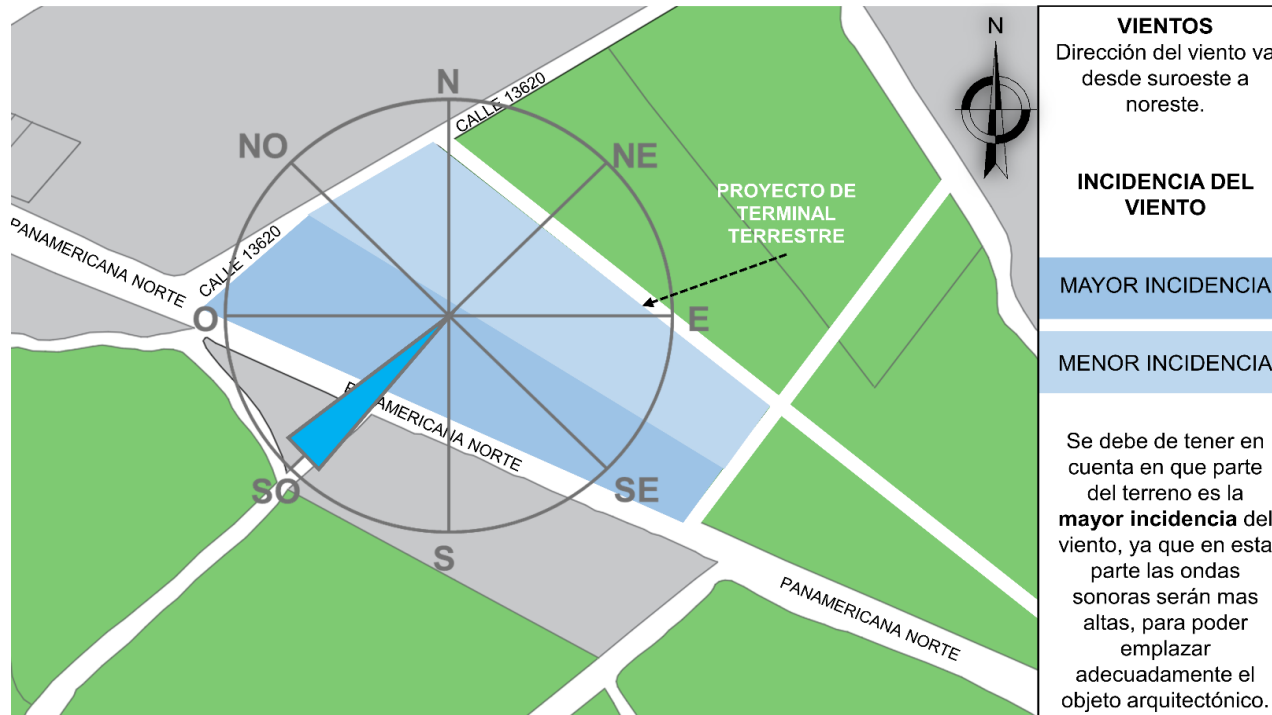 N
CALLE 13620
NO
NE
PROYECTO DE
TERMINAL
TERRESTRE
PANAMERICANA NORTE
CALLE 13620
O
E
PANAMERICANA NORTE
SO
SE
S
PANAMERICANA NORTE
N
VIENTOS
Dirección del viento va
desde suroeste a
noreste.
INCIDENCIA DEL
VIENTO
MAYOR INCIDENCIA
MENOR INCIDENCIA
Se debe de tener en
cuenta en que parte
del terreno es la
mayor incidencia del
viento, ya que en esta
parte las ondas
sonoras serán mas
altas, para poder
emplazar
adecuadamente el
objeto arquitectónico.